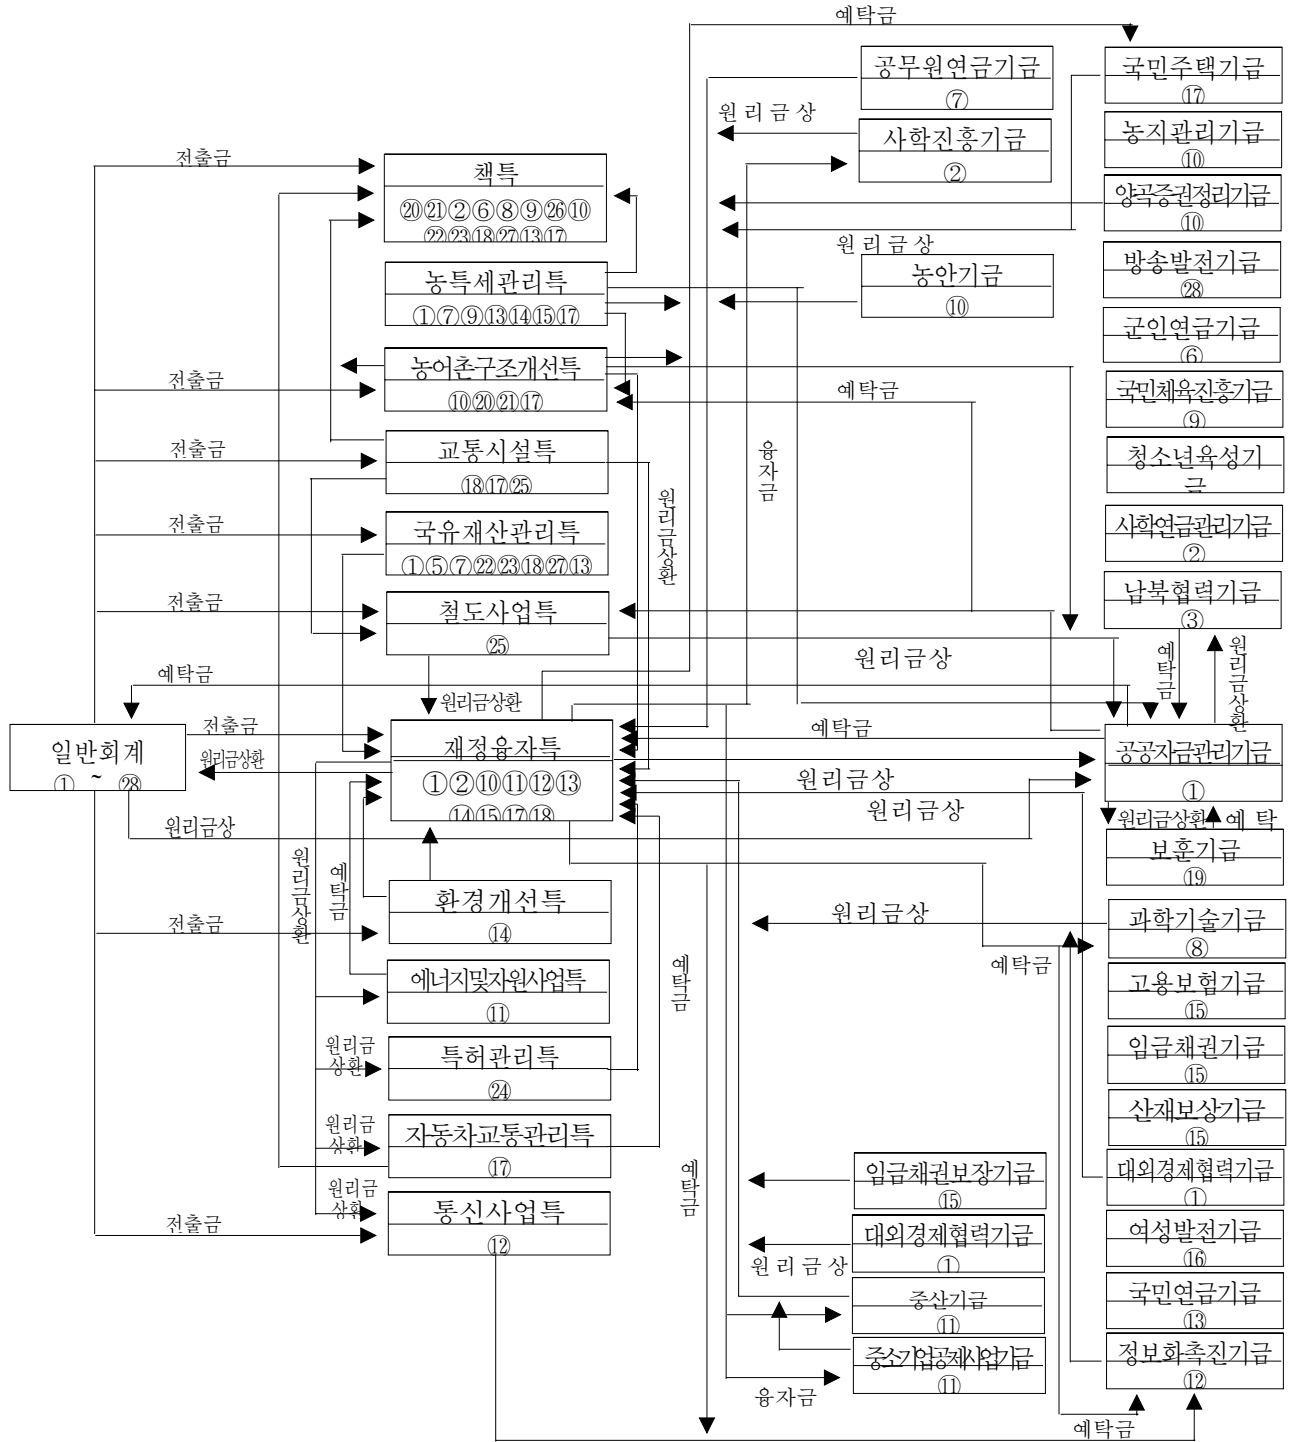 예탁금
공무원연금기금
⑦
국민주택기금
⑰
원 리 금 상
사학진흥기금
②
농지관리기금
⑩
전출금
책특
⑳㉑②⑥⑧⑨㉖⑩
㉒㉓⑱㉗⑬⑰
양곡증권정리기금
⑩
원 리 금 상
농특세관리특
①⑦⑨⑬⑭⑮⑰
농안기금
⑩
방송발전기금
㉘
군인연금기금
⑥
전출금
농어촌구조개선특
⑩⑳㉑⑰
예탁금
국민체육진흥기금
⑨
전출금
교통시설특
⑱⑰㉕
융자금
청소년육성기
금
원리금상환
전출금
국유재산관리특
①⑤⑦㉒㉓⑱㉗⑬
사학연금관리기금
②
전출금
철도사업특
㉕
남북협력기금
③
원리금상
예탁금
원리금상환
예탁금
원리금상환
일반회계
① ~ ㉘
전출금
원리금상환
재정융자특
①②⑩⑪⑫⑬
⑭⑮⑰⑱
예탁금
원리금상
원리금상
공공자금관리기금
①
원리금상
원리금상환
예 탁
보훈기금
⑲
원리금상환
예탁금
환경개선특
⑭
전출금
원리금상
과학기술기금
⑧
예탁금
예탁금
에너지및자원사업특
⑪
고용보험기금
⑮
원리금
상환
특허관리특
㉔
임금채권기금
⑮
원리금
상환
자동차교통관리특
⑰
산재보상기금
⑮
예탁금
임금채권보장기금
⑮
대외경제협력기금
①
원리금
상환
전출금
통신사업특
⑫
대외경제협력기금
①
원 리 금 상
여성발전기금
⑯
중산기금
⑪
국민연금기금
⑬
중소기업공제사업기금
⑪
정보화촉진기금
⑫
융자금
예탁금